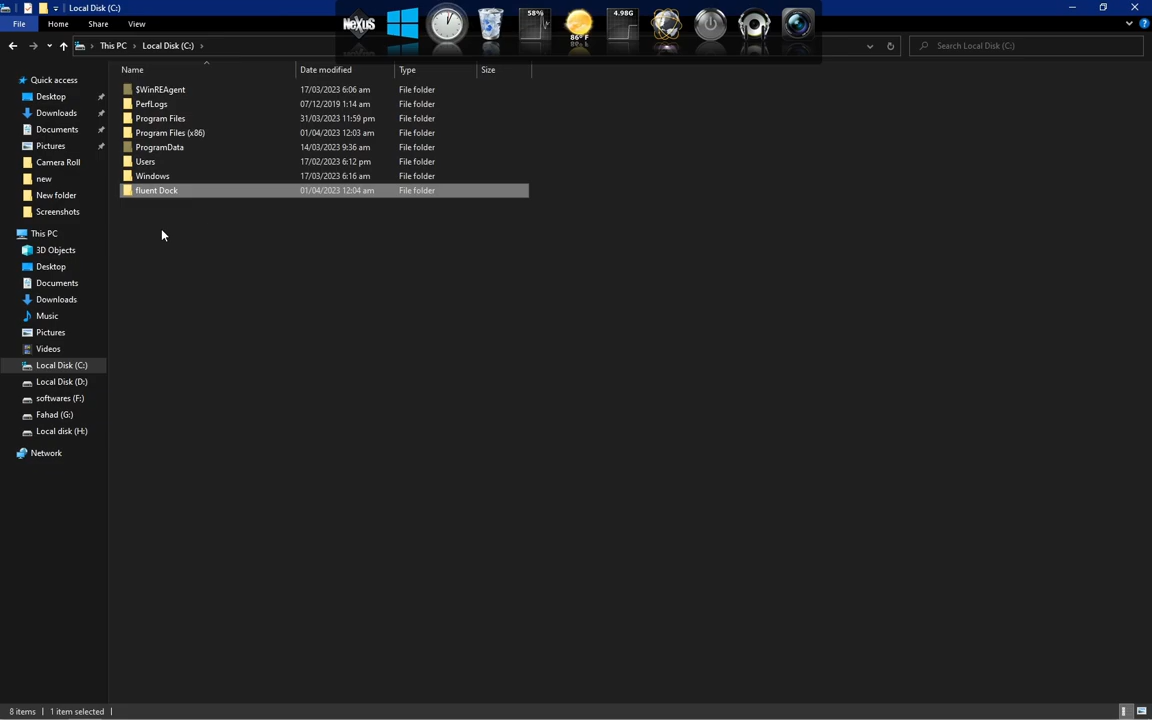 Local Disk (C:)
File Home Share View
NeXuS 58% 86° F 4.98G
This PC Local Disk (C:)
Search Local Disk (C:)
Name Date modified Type Size
$WinREAgent 17/03/2023 6:06 am File folder
PerfLogs 07/12/2019 1:14 am File folder
Program Files 31/03/2023 11:59 pm File folder
Program Files (x86) 01/04/2023 12:03 am File folder
ProgramData 14/03/2023 9:36 am File folder
Users 17/02/2023 6:12 pm File folder
Windows 17/03/2023 6:16 am File folder
fluent Dock 01/04/2023 12:04 am File folder
Quick access
Desktop
Downloads
Documents
Pictures
Camera Roll
new
New folder
Screenshots
This PC
3D Objects
Desktop
Documents
Downloads
Music
Pictures
Videos
Local Disk (C:)
Local Disk (D:)
softwares (F:)
Fahad (G:)
Local disk (H:)
Network
8 items 1 item selected